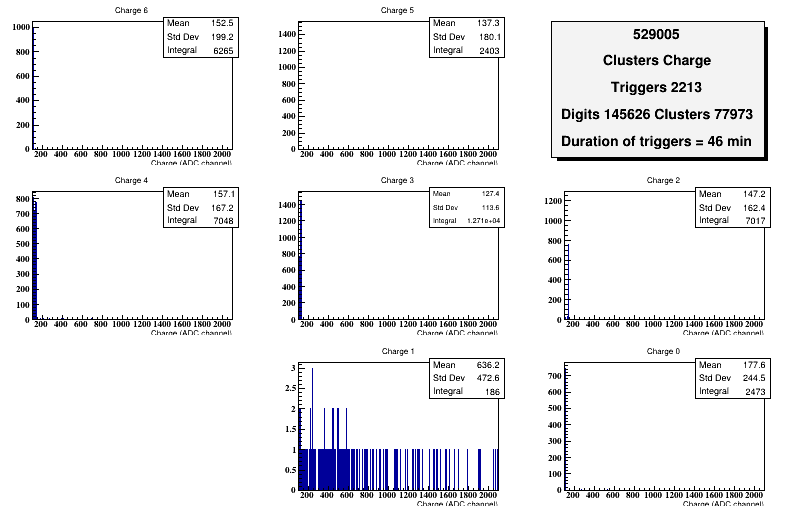 Charge 6
Mean 152.5
Std Dev 199.2
Integral 6265
1000
800
600
400
200
0
200 400 600 800 1000 1200 1400 1600 1800 2000
Charge (ADC channel)
Charge 5
Mean 137.3
Std Dev 180.1
Integral 2403
1400
1200
1000
800
600
400
200
0
200 400 600 800 1000 1200 1400 1600 1800 2000
Charge (ADC channel)
529005
Clusters Charge
Triggers 2213
Digits 145626 Clusters 77973
Duration of triggers = 46 min
Charge 4
Mean 157.1
Std Dev 167.2
Integral 7048
800
700
600
500
400
300
200
100
0
200 400 600 800 1000 1200 1400 1600 1800 2000
Charge (ADC channel)
Charge 3
Mean 127.4
Std Dev 113.6
Integral 1.271e+04
1400
1200
1000
800
600
400
200
0
200 400 600 800 1000 1200 1400 1600 1800 2000
Charge (ADC channel)
Charge 2
Mean 147.2
Std Dev 162.4
Integral 7017
1200
1000
800
600
400
200
0
200 400 600 800 1000 1200 1400 1600 1800 2000
Charge (ADC channel)
Charge 1
Mean 636.2
Std Dev 472.6
Integral 186
3
2.5
2
1.5
1
0.5
0
200 400 600 800 1000 1200 1400 1600 1800 2000
Charge (ADC channel)
Charge 0
Mean 177.6
Std Dev 244.5
Integral 2473
700
600
500
400
300
200
100
0
200 400 600 800 1000 1200 1400 1600 1800 2000
Charge (ADC channel)